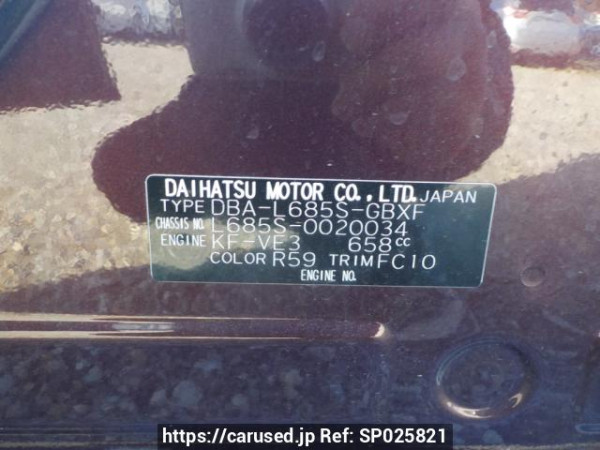 DAIHATSU MOTOR CO., LTD. JAPAN
TYPE DBA-L685S-GBXF
CHASSIS NO. L685S-0020034
ENGINE KF-VE3 658cc
COLOR R59 TRIM FC10
ENGINE NO.
https://carused.jp Ref: SP025821